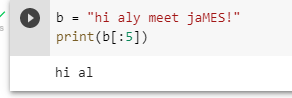 b = "hi aly meet jaMES!"
print(b[:5])
hi al